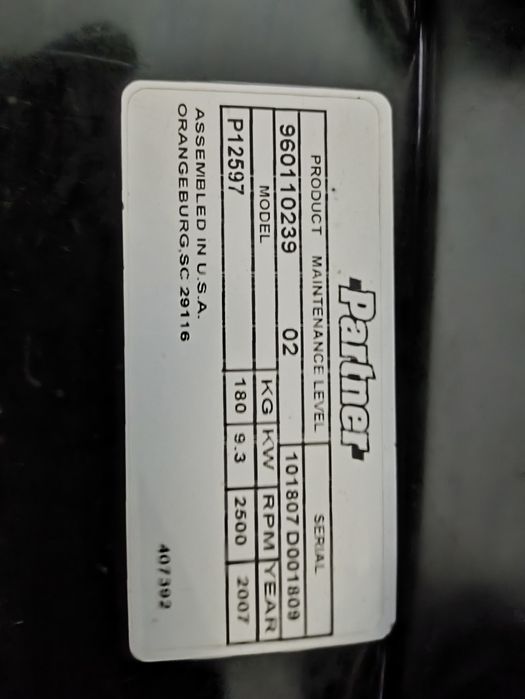 Partner
PRODUCT MAINTENANCE LEVEL SERIAL
960110239 02 101807 D001809
MODEL KG KW RPM YEAR
P12597 180 9.3 2500 2007
ASSEMBLED IN U.S.A.
ORANGEBURG,SC 29116
407392